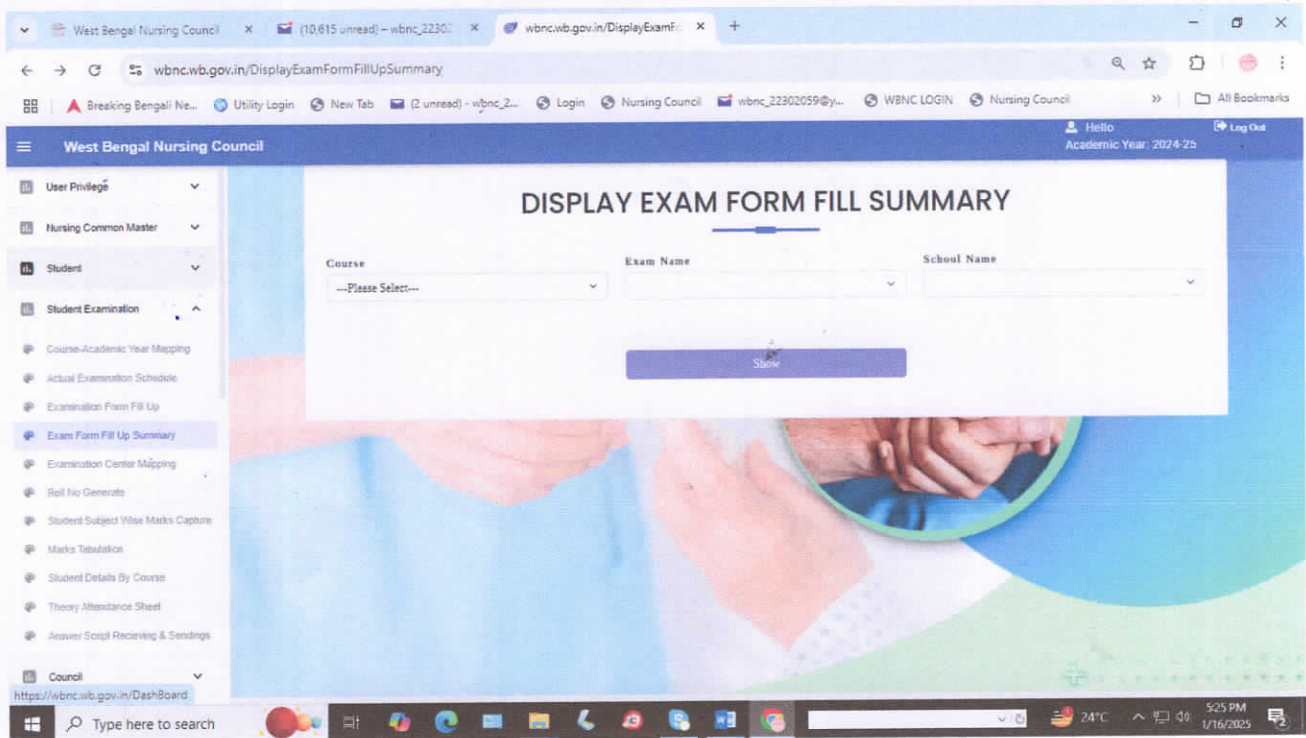 West Bengal Nursing Council
(10,615 unread) – wbnc_22302
wbnc.wb.gov.in/DisplayExamFo
wbnc.wb.gov.in/DisplayExamFormFillUpSummary
Breaking Bengali Ne...
Utility Login
New Tab
(2 unread) - wbnc_2...
Login
Nursing Council
wbnc_22302059@y...
WBNC LOGIN
Nursing Council
»
All Bookmarks
West Bengal Nursing Council
Hello
Academic Year: 2024-25
Log Out
User Privilege
Nursing Common Master
Student
Student Examination
Course-Academic Year Mapping
Actual Examination Schedule
Examination Form Fill Up
Exam Form Fill Up Summary
Examination Center Mapping
Roll No Generate
Student Subject Wise Marks Capture
Marks Tabulation
Student Details By Course
Theory Attendance Sheet
Answer Script Recieving & Sendings
Council
DISPLAY EXAM FORM FILL SUMMARY
Course
---Please Select---
Exam Name
School Name
Show
https://wbnc.wb.gov.in/DashBoard
Type here to search
24°C
5:25 PM
1/16/2025